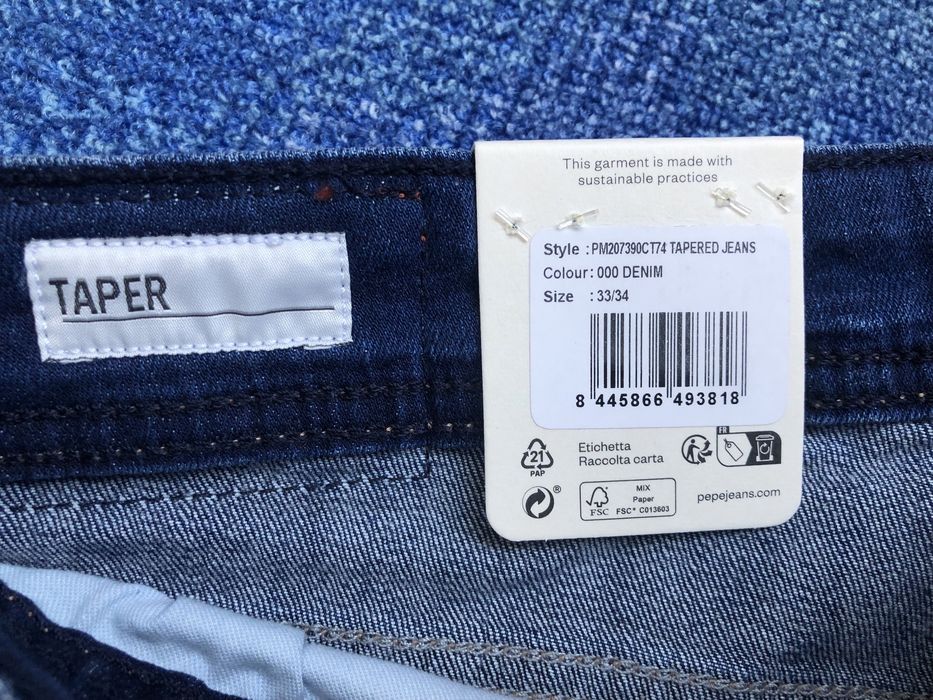 TAPER
This garment is made with
sustainable practices
Style : PM207390CT74 TAPERED JEANS
Colour : 000 DENIM
Size : 33/34
8 445866 493818
21
PAP
Etichetta
Raccolta carta
FR
®
FSC
MIX
Paper
FSC® C013603
pepejeans.com